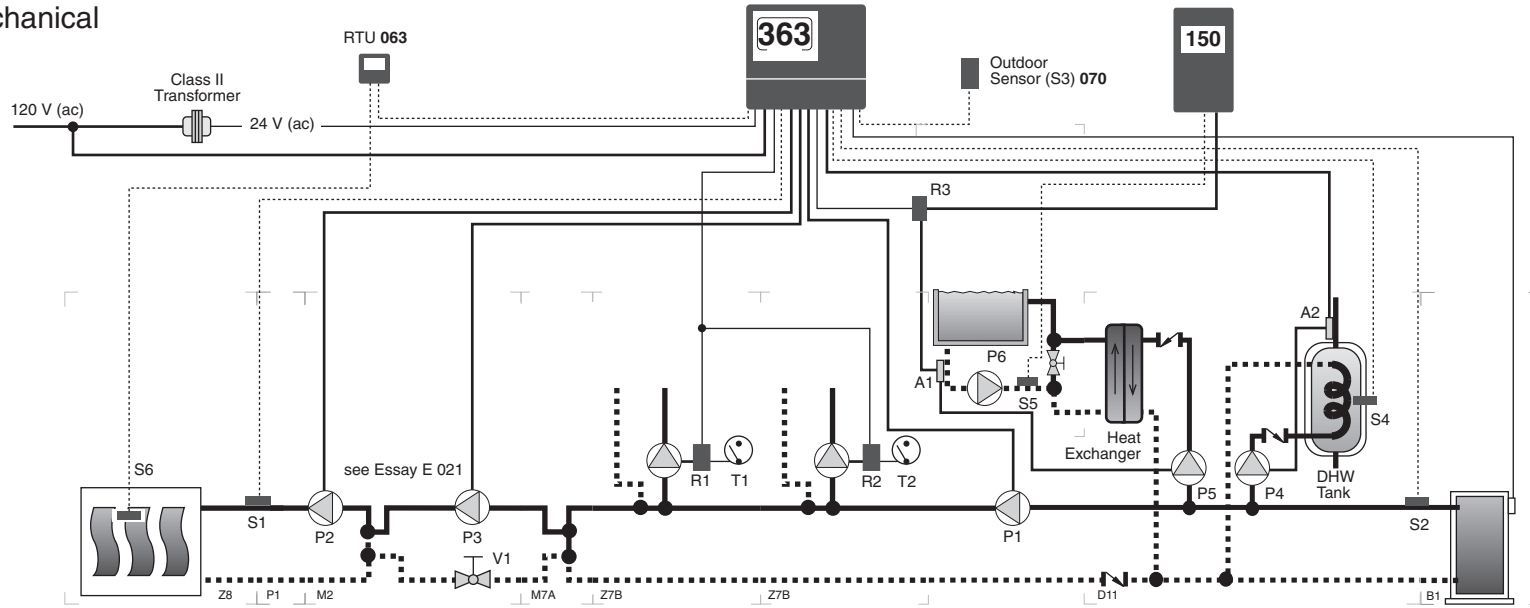 chanical
RTU 063
363
150
Outdoor
Sensor (S3) 070
Class II
Transformer
120 V (ac)
24 V (ac)
R3
A2
P6
A1
S5
S4
Heat
Exchanger
DHW
Tank
see Essay E 021
S6
R1
T1
R2
T2
P5
P4
S1
P2
P3
P1
S2
V1
Z8
P1
M2
M7A
Z7B
Z7B
D11
B1